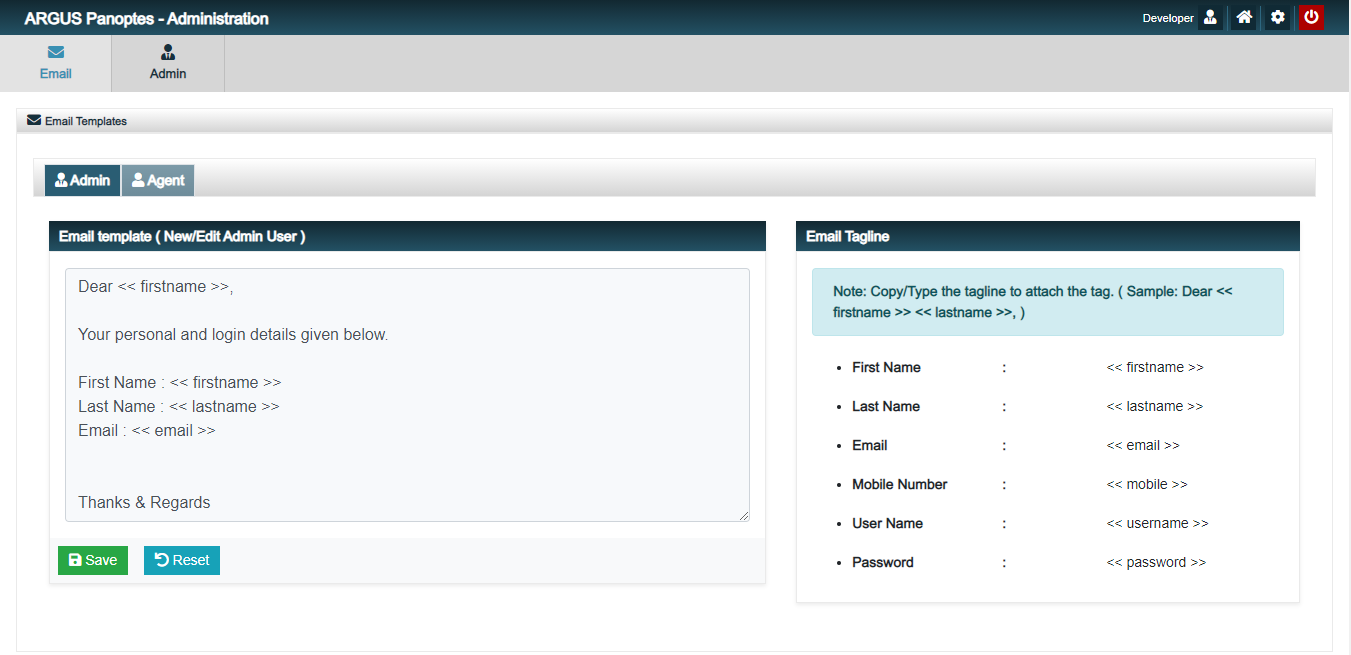 ARGUS Panoptes - Administration
Developer
Email
Admin
Email Templates
Admin
Agent
Email template ( New/Edit Admin User )
Dear << firstname >>,
Your personal and login details given below.
First Name : << firstname >>
Last Name : << lastname >>
Email : << email >>
Thanks & Regards
Save
Reset
Email Tagline
Note: Copy/Type the tagline to attach the tag. ( Sample: Dear <<
firstname >> << lastname >>, )
First Name : << firstname >>
Last Name : << lastname >>
Email : << email >>
Mobile Number : << mobile >>
User Name : << username >>
Password : << password >>